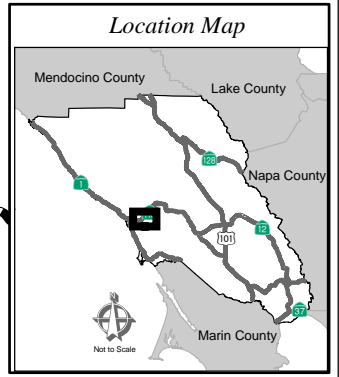 Location Map
Mendocino County
Lake County
128
Napa County
1
12
101
37
Marin County
Not to Scale